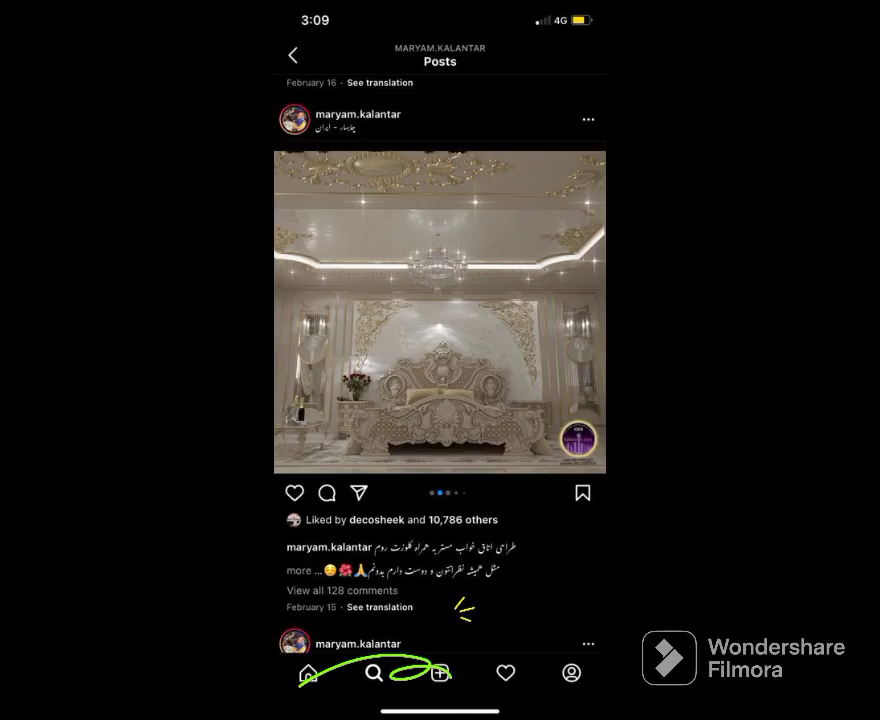 3:09
4G
MARYAM.KALANTAR
Posts
February 16 · See translation
maryam.kalantar
چابهار - ایران
Liked by decosheek and 10,786 others
maryam.kalantar طراحی اتاق خواب مستر به همراه کلوزت روم
مثل همیشه نظراتتون و دوست دارم بدونم🙏🌺😏 ... more
View all 128 comments
February 15 · See translation
maryam.kalantar
Wondershare
Filmora